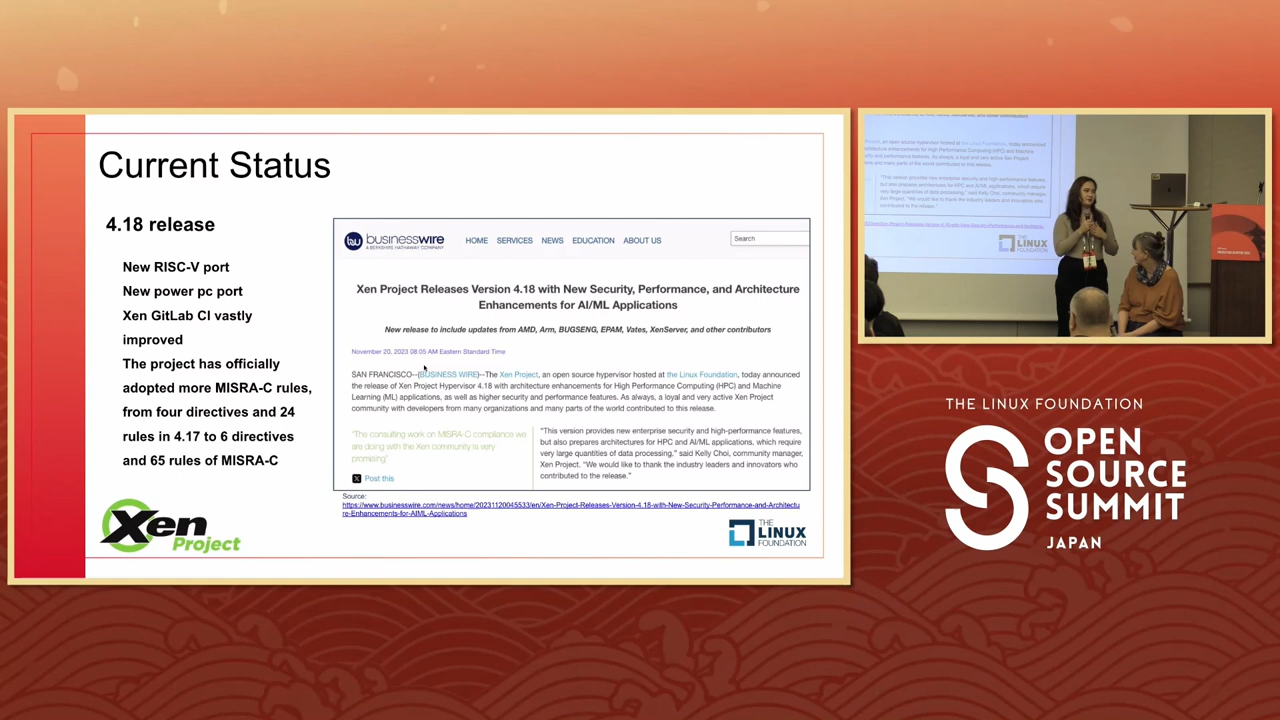 Current Status
4.18 release
New RISC-V port
New power pc port
Xen GitLab CI vastly
improved
The project has officially
adopted more MISRA-C rules,
from four directives and 24
rules in 4.17 to 6 directives
and 65 rules of MISRA-C
businesswire
A BERKSHIRE HATHAWAY COMPANY
HOME SERVICES NEWS EDUCATION ABOUT US
Search
Xen Project Releases Version 4.18 with New Security, Performance, and Architecture
Enhancements for AI/ML Applications
New release to include updates from AMD, Arm, BUGSENG, EPAM, Vates, XenServer, and other contributors
November 20, 2023 08:05 AM Eastern Standard Time
SAN FRANCISCO--(BUSINESS WIRE)--The Xen Project, an open source hypervisor hosted at the Linux Foundation, today announced
the release of Xen Project Hypervisor 4.18 with architecture enhancements for High Performance Computing (HPC) and Machine
Learning (ML) applications, as well as higher security and performance features. As always, a loyal and very active Xen Project
community with developers from many organizations and many parts of the world contributed to this release.
"The consulting work on MISRA-C compliance we
are doing with the Xen community is very
promising"
X Post this
"This version provides new enterprise security and high-performance features,
but also prepares architectures for HPC and AI/ML applications, which require
very large quantities of data processing," said Kelly Choi, community manager,
Xen Project. "We would like to thank the industry leaders and innovators who
contributed to the release."
Source:
https://www.businesswire.com/news/home/20231120045533/en/Xen-Project-Releases-Version-4.18-with-New-Security-Performance-and-Architectu
re-Enhancements-for-AIML-Applications
Xen Project
THE
LINUX
FOUNDATION
THE LINUX FOUNDATION
OPEN
SOURCE
SUMMIT
JAPAN